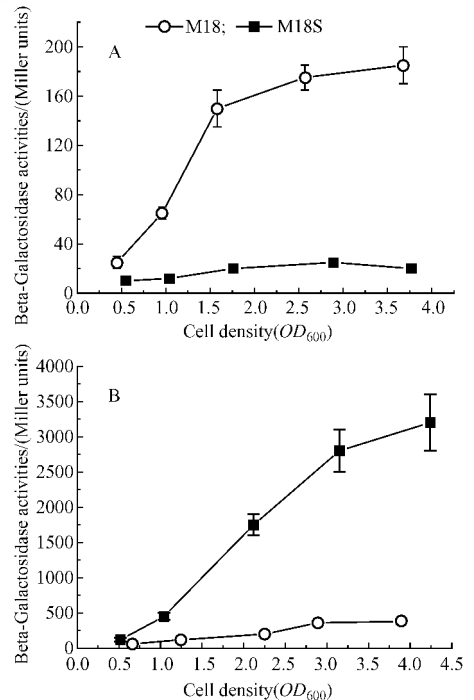 M18; M18S
A
Beta-Galactosidase activities/(Miller units)
200
160
120
80
40
0
0.0 0.5 1.0 1.5 2.0 2.5 3.0 3.5 4.0
Cell density(OD600)
B
Beta-Galactosidase activities/(Miller units)
4000
3500
3000
2500
2000
1500
1000
500
0
0.0 0.5 1.0 1.5 2.0 2.5 3.0 3.5 4.0 4.5
Cell density(OD600)